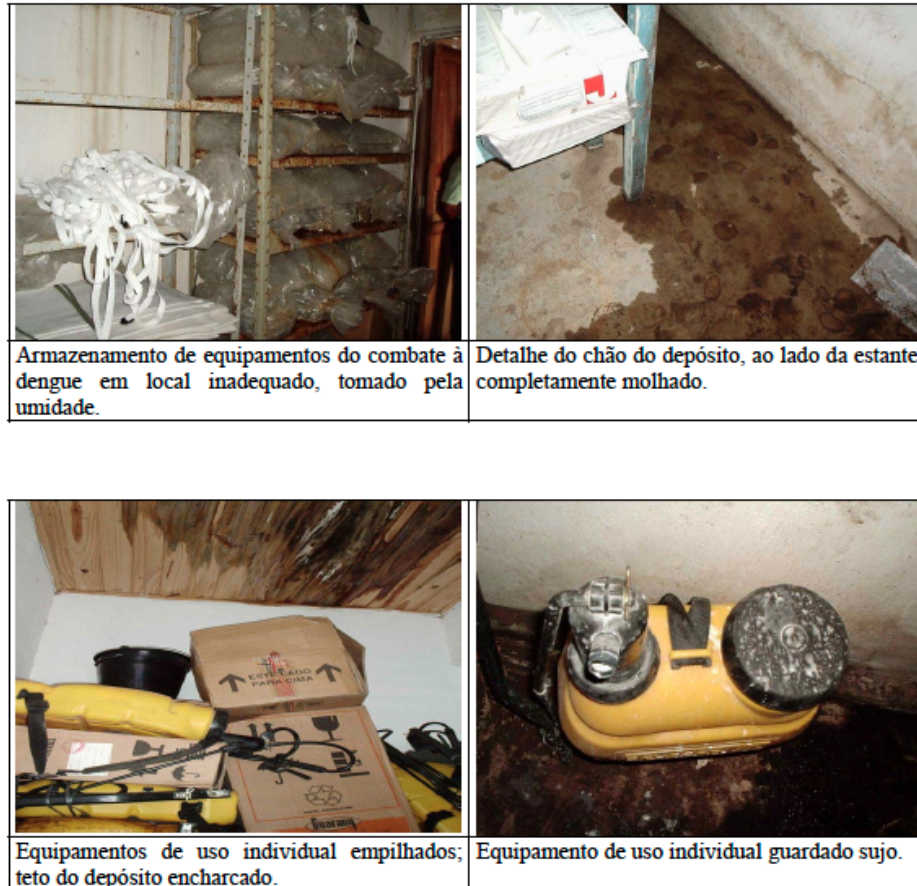 Armazenamento de equipamentos do combate à
dengue em local inadequado, tomado pela
umidade.
Detalhe do chão do depósito, ao lado da estante
completamente molhado.
ESTE LADO
PARA CIMA
Guarany
Equipamentos de uso individual empilhados;
teto do depósito encharcado.
Equipamento de uso individual guardado sujo.